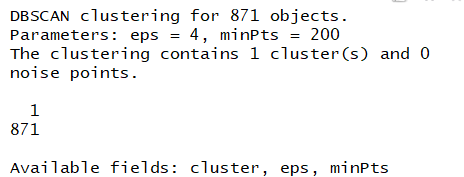 DBSCAN clustering for 871 objects.
Parameters: eps = 4, minPts = 200
The clustering contains 1 cluster(s) and 0
noise points.
1
871
Available fields: cluster, eps, minPts